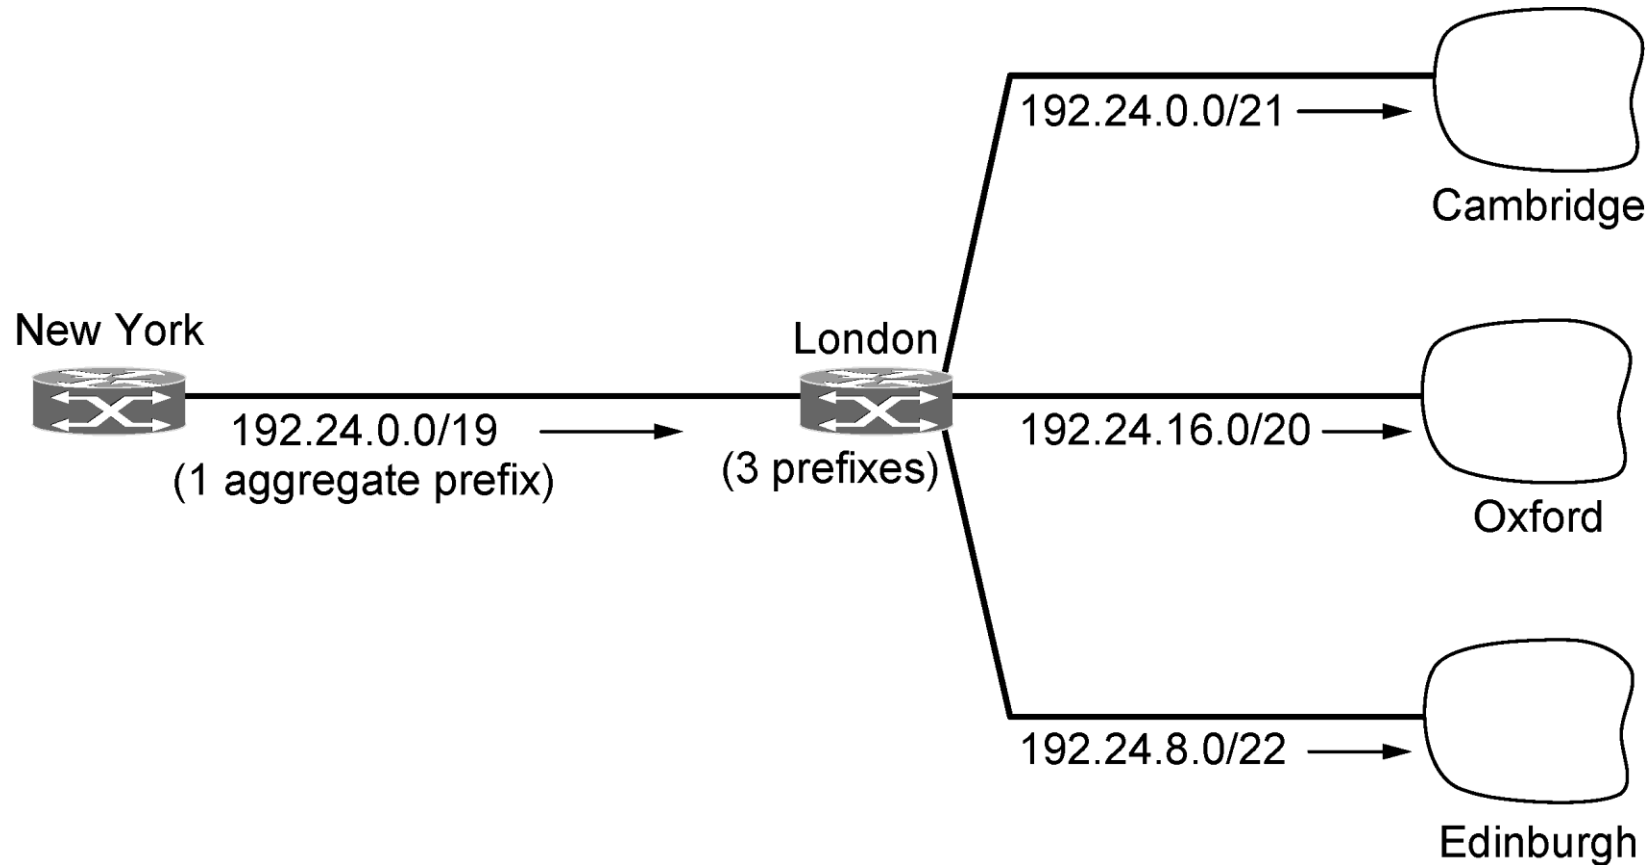 192.24.0.0/21
Cambridge
New York
London
192.24.0.0/19
(1 aggregate prefix)
(3 prefixes)
192.24.16.0/20
Oxford
192.24.8.0/22
Edinburgh